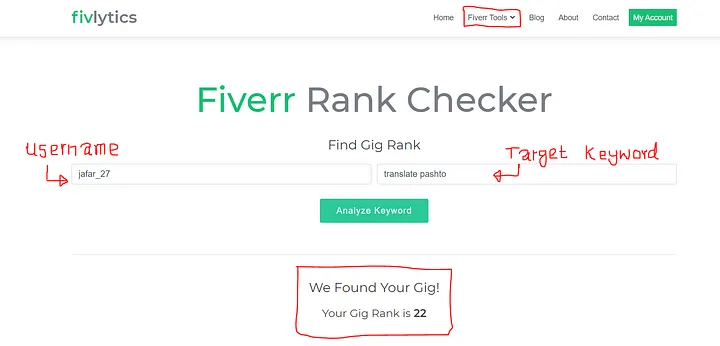 fivlytics
Home Fiverr Tools Blog About Contact My Account
Fiverr Rank Checker
Find Gig Rank
Username
Target Keyword
jafar_27
translate pashto
Analyze Keyword
We Found Your Gig!
Your Gig Rank is 22